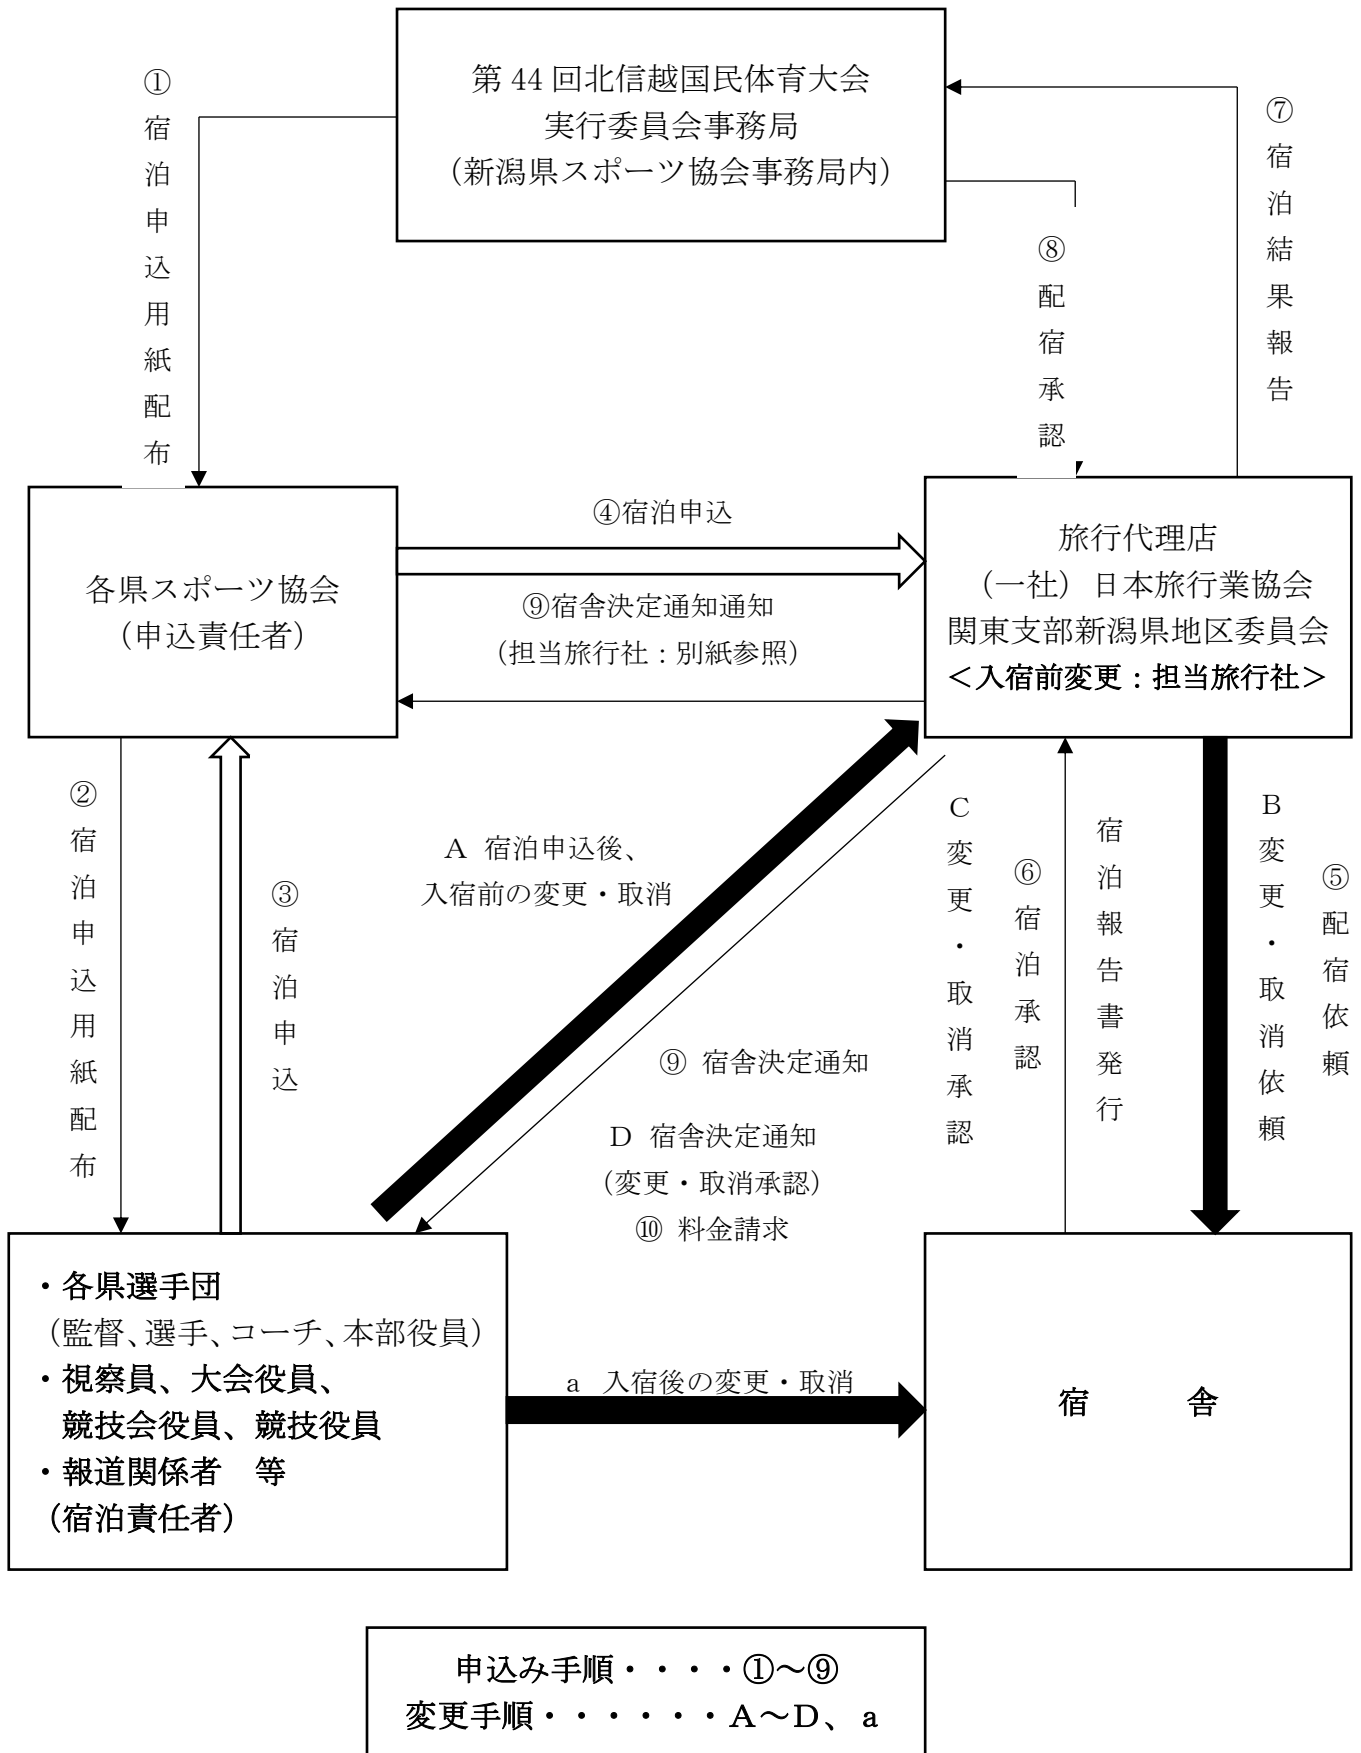 第 44 回北信越国民体育大会
実行委員会事務局
（新潟県スポーツ協会事務局内）
①宿泊申込用紙配布
⑦宿泊結果報告
⑧配宿承認
各県スポーツ協会
（申込責任者）
④宿泊申込
⑨宿舎決定通知通知
（担当旅行社：別紙参照）
旅行代理店
（一社）日本旅行業協会
関東支部新潟県地区委員会
＜入宿前変更：担当旅行社＞
②宿泊申込用紙配布
③宿泊申込
A 宿泊申込後、
入宿前の変更・取消
⑨ 宿舎決定通知
D 宿舎決定通知
（変更・取消承認）
⑩ 料金請求
C変更・取消承認
⑥宿泊承認
宿泊報告書発行
B変更・取消依頼
⑤配宿依頼
・各県選手団
（監督、選手、コーチ、本部役員）
・視察員、大会役員、
競技会役員、競技役員
・報道関係者　等
（宿泊責任者）
a 入宿後の変更・取消
宿　　　舎
申込み手順・・・・①～⑨
変更手順・・・・・・A～D、a